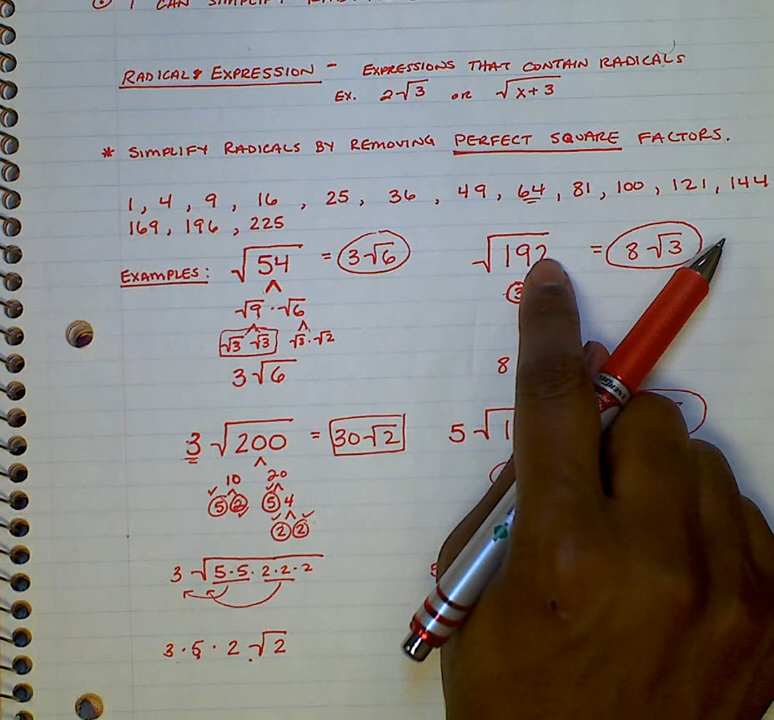 I CAN SIMPLIFY
RADICAL EXPRESSION - EXPRESSIONS THAT CONTAIN RADICALS
EX. 2√3 OR √x+3
* SIMPLIFY RADICALS BY REMOVING PERFECT SQUARE FACTORS.
1, 4, 9, 16, 25, 36, 49, 64, 81, 100, 121, 144
169, 196, 225
EXAMPLES: √54 = 3√6 √192 = 8√3
√9 · √6 3
√3 √3 √3 · √2
3√6 8
3√200 = 30√2 5√1
10 20
5 2 5 4
2 2
3√5·5·2·2·2
3·5·2·√2